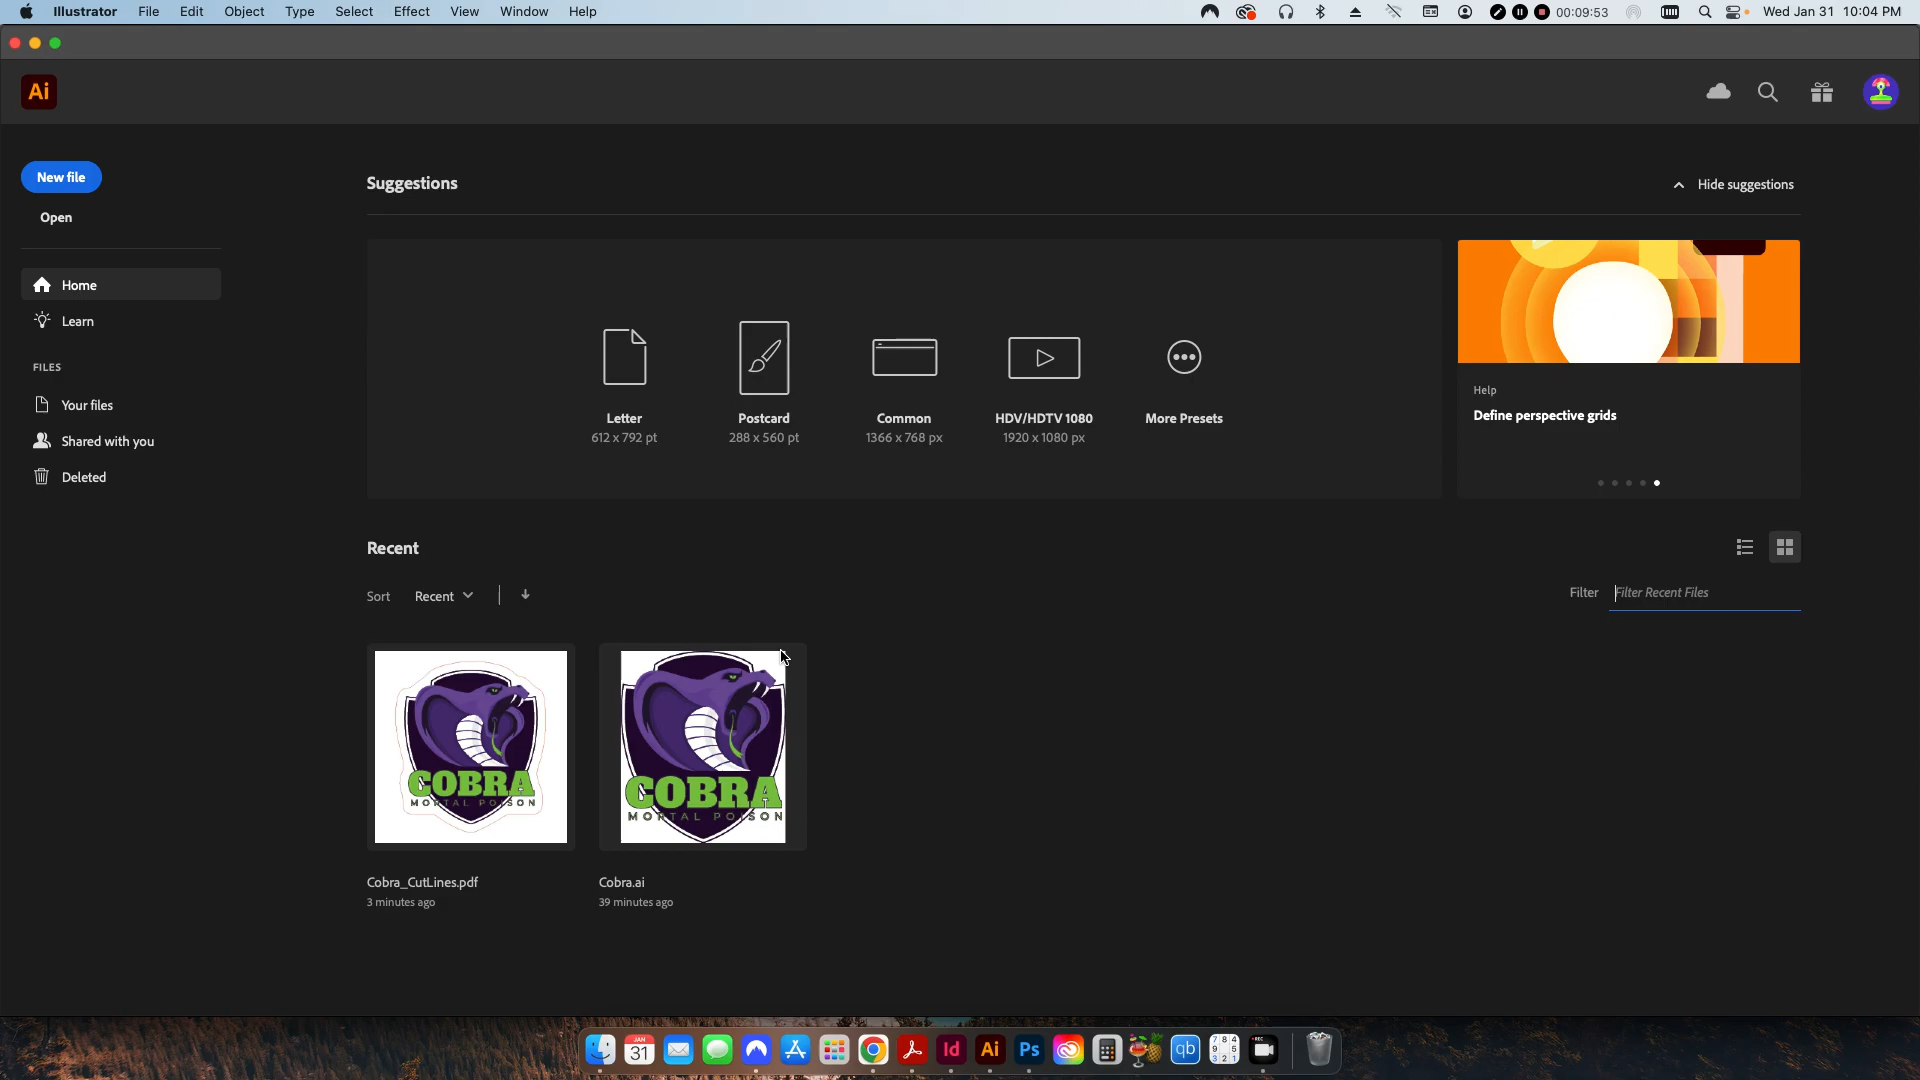 Illustrator File Edit Object Type Select Effect View Window Help 00:09:53 Wed Jan 31 10:04 PM
Ai
New file
Open
Home
Learn
FILES
Your files
Shared with you
Deleted
Suggestions
Hide suggestions
Letter
612 x 792 pt
Postcard
288 x 560 pt
Common
1366 x 768 px
HDV/HDTV 1080
1920 x 1080 px
More Presets
Help
Define perspective grids
Recent
Sort Recent
Filter Filter Recent Files
COBRA
MORTAL POISON
COBRA
MORTAL POISON
Cobra_CutLines.pdf
3 minutes ago
Cobra.ai
39 minutes ago
JAN
31
Id
Ai
Ps
qb